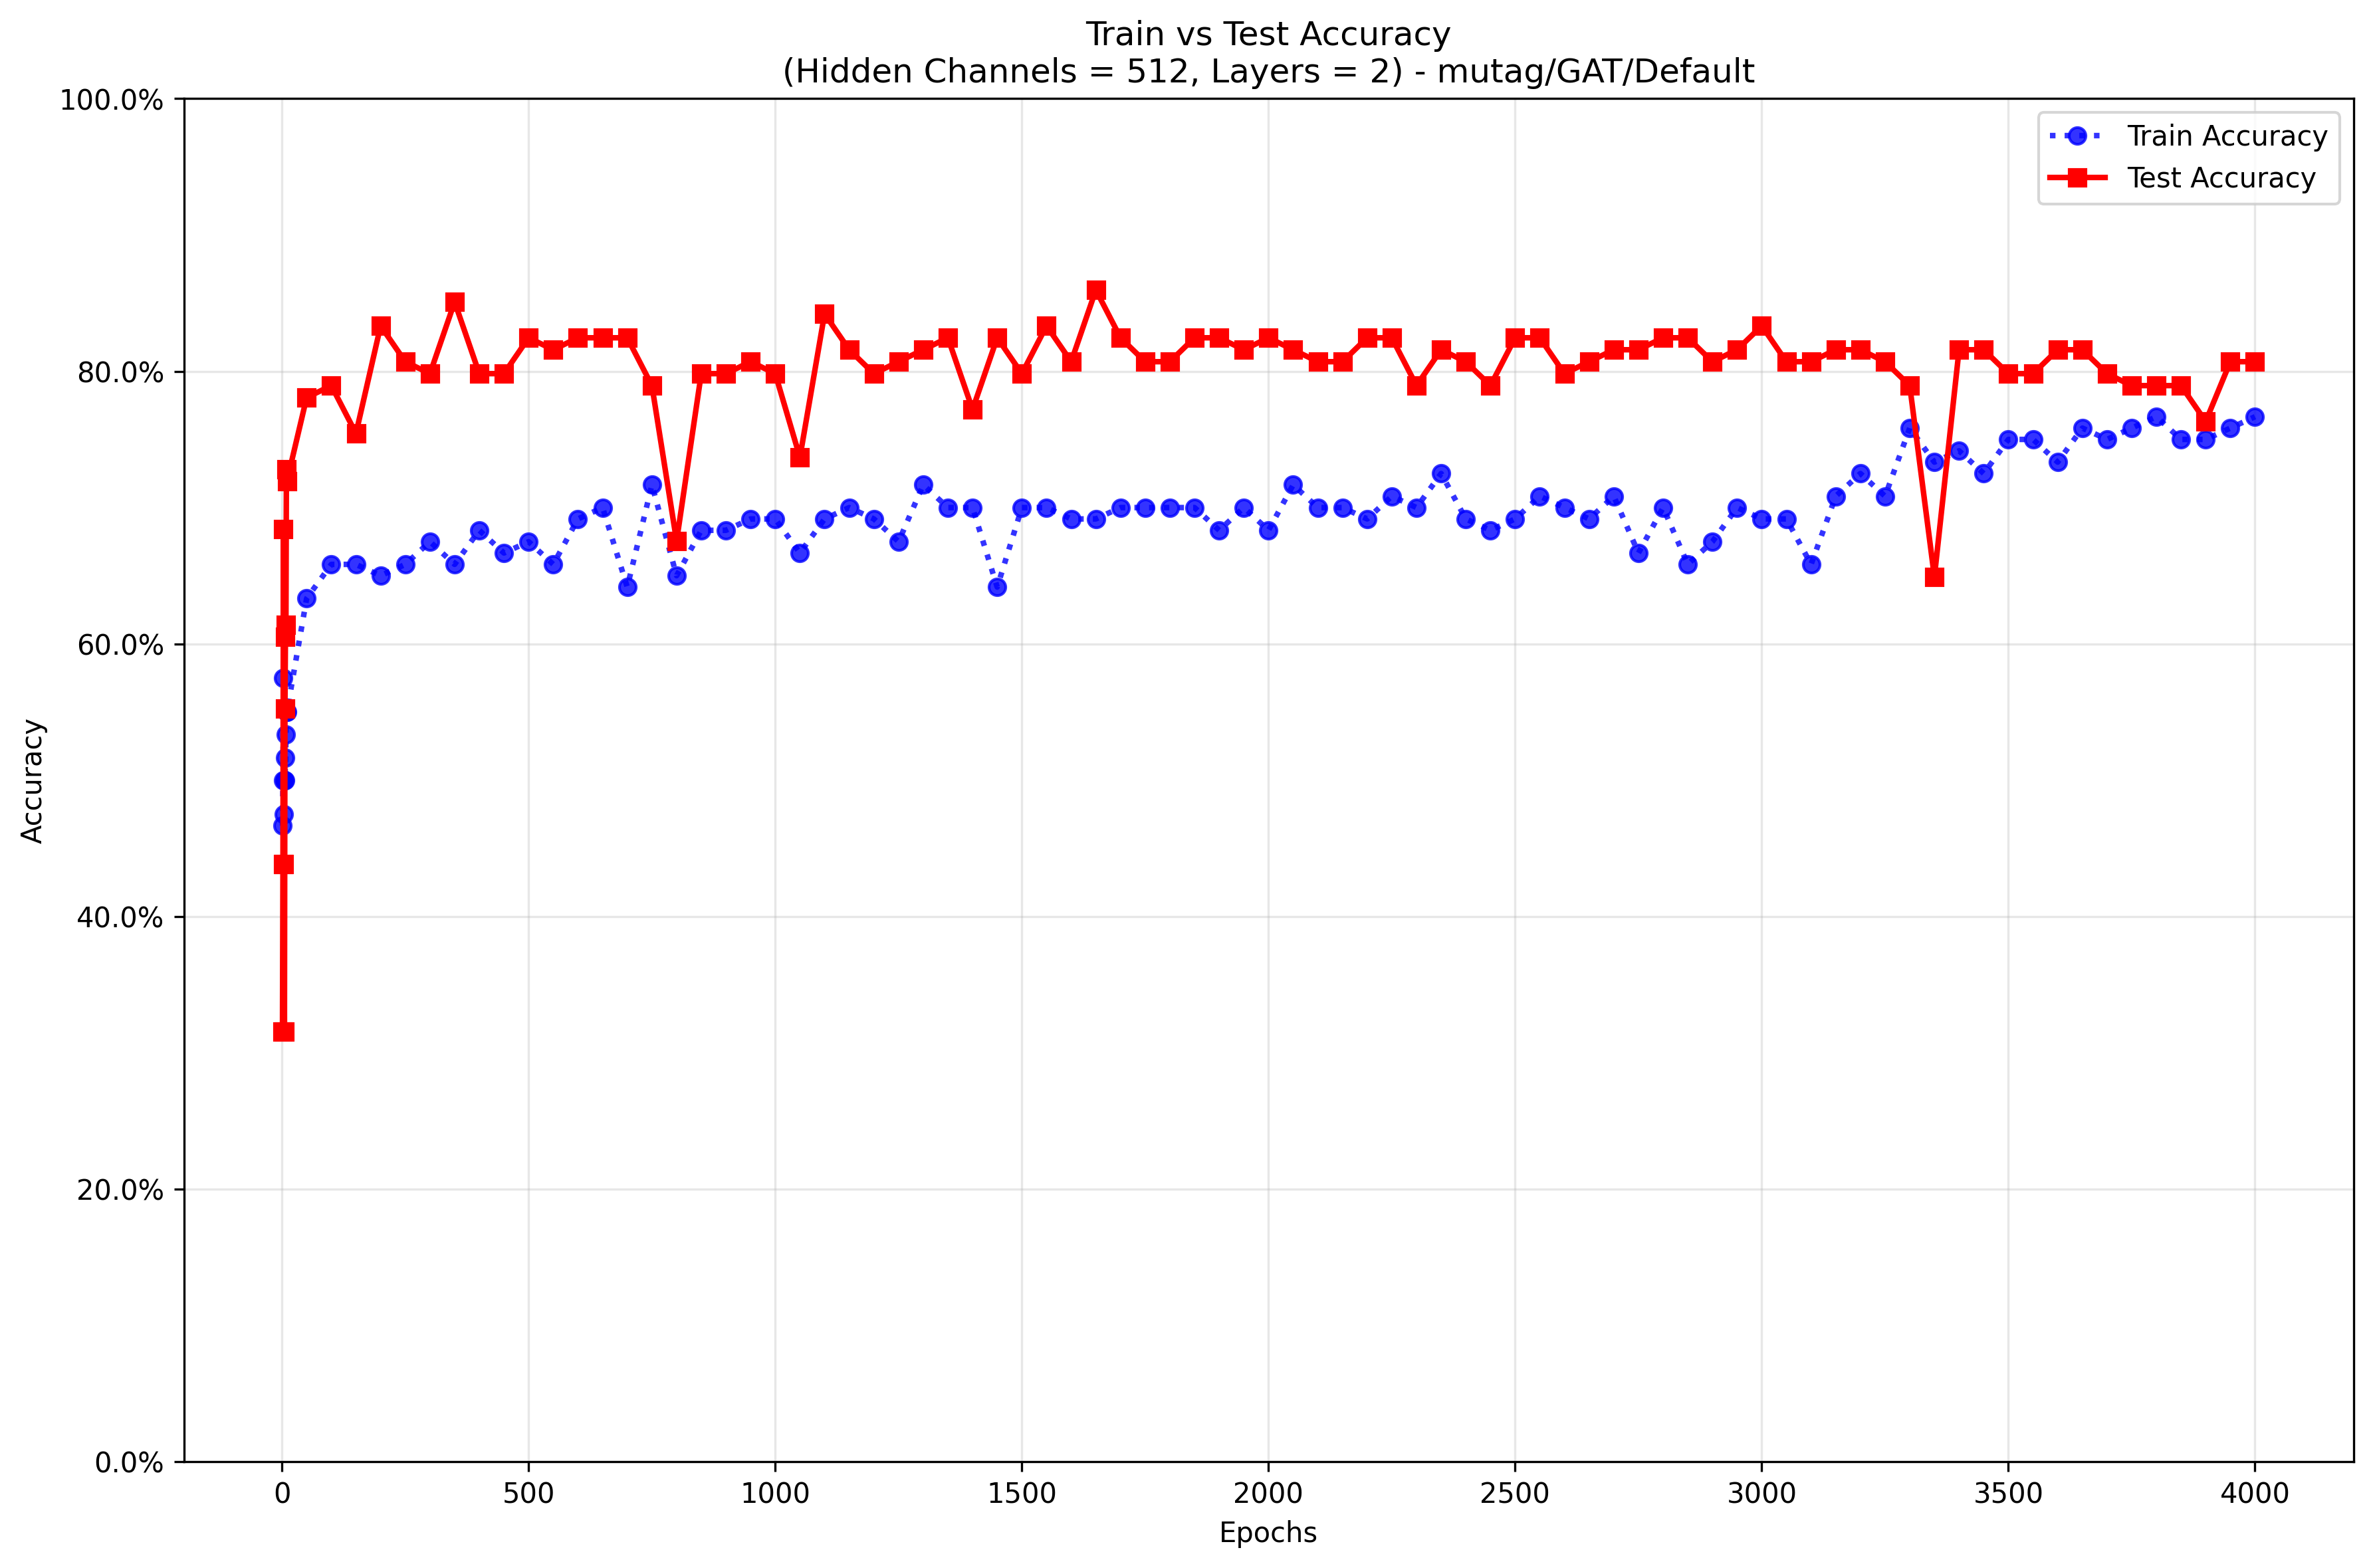 Train vs Test Accuracy
(Hidden Channels = 512, Layers = 2) - mutag/GAT/Default
100.0%
80.0%
60.0%
40.0%
20.0%
0.0%
Accuracy
Train Accuracy
Test Accuracy
0 500 1000 1500 2000 2500 3000 3500 4000
Epochs